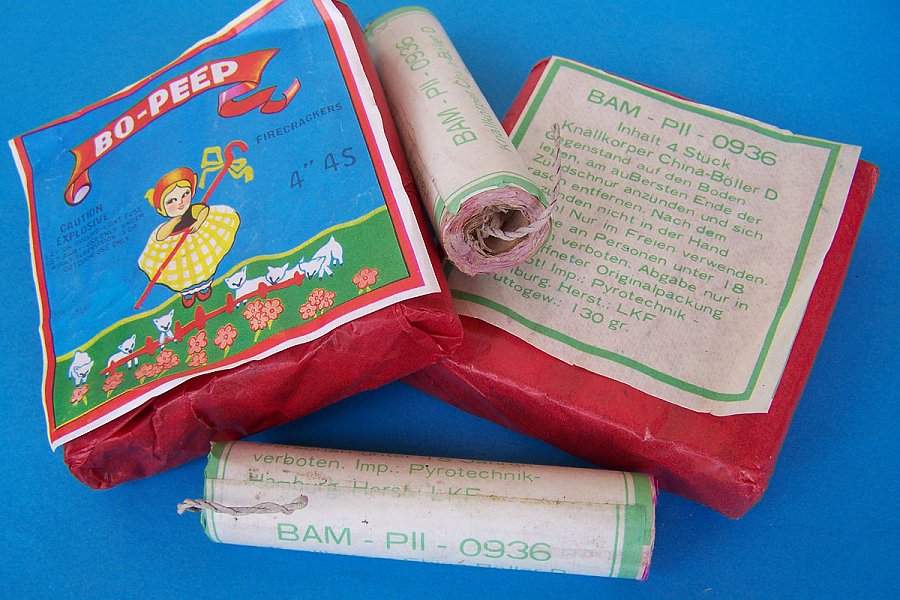 BO-PEEP
FIRECRACKERS
4" 4S
CAUTION
EXPLOSIVE
BAM - PII - 0936
BAM - PII - 0936
Inhalt 4 Stück
Knallkörper China-Böller D
Gegenstand auf den Boden
legen, am äußersten Ende der
Zündschnur anzünden und sich
rasch entfernen. Nach dem
nicht in der Hand
Nur im Freien verwenden.
an Personen unter 18
verboten. Abgabe nur in
Originalpackung
Imp. Pyrotechnik -
Herst.: LKF
130 gr.
verboten. Imp.: Pyrotechnik-
Hamburg, Herst.: LKF
BAM - PII - 0936